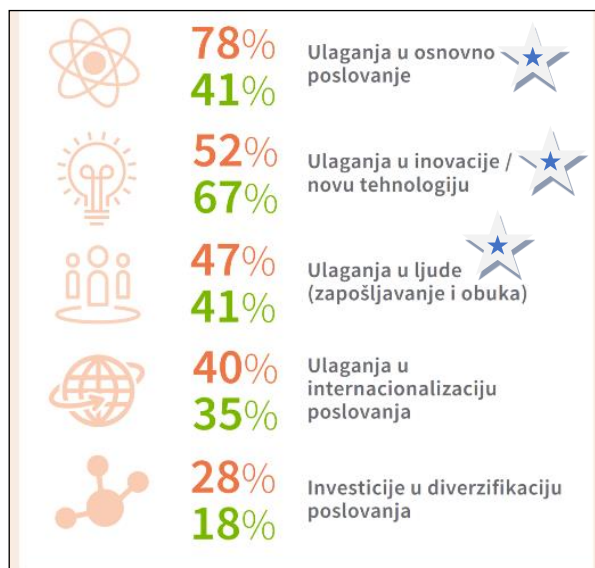 78%
41%
Ulaganja u osnovno
poslovanje
52%
67%
Ulaganja u inovacije /
novu tehnologiju
47%
41%
Ulaganja u ljude
(zapošljavanje i obuka)
40%
35%
Ulaganja u
internacionalizaciju
poslovanja
28%
18%
Investicije u diverzifikaciju
poslovanja